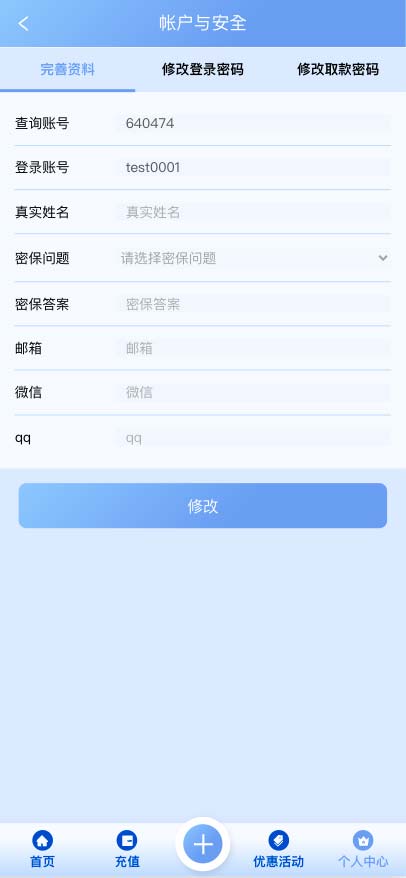 帐户与安全
完善资料 修改登录密码 修改取款密码
查询账号 640474
登录账号 test0001
真实姓名 真实姓名
密保问题 请选择密保问题
密保答案 密保答案
邮箱 邮箱
微信 微信
qq qq
修改
首页 充值 优惠活动 个人中心